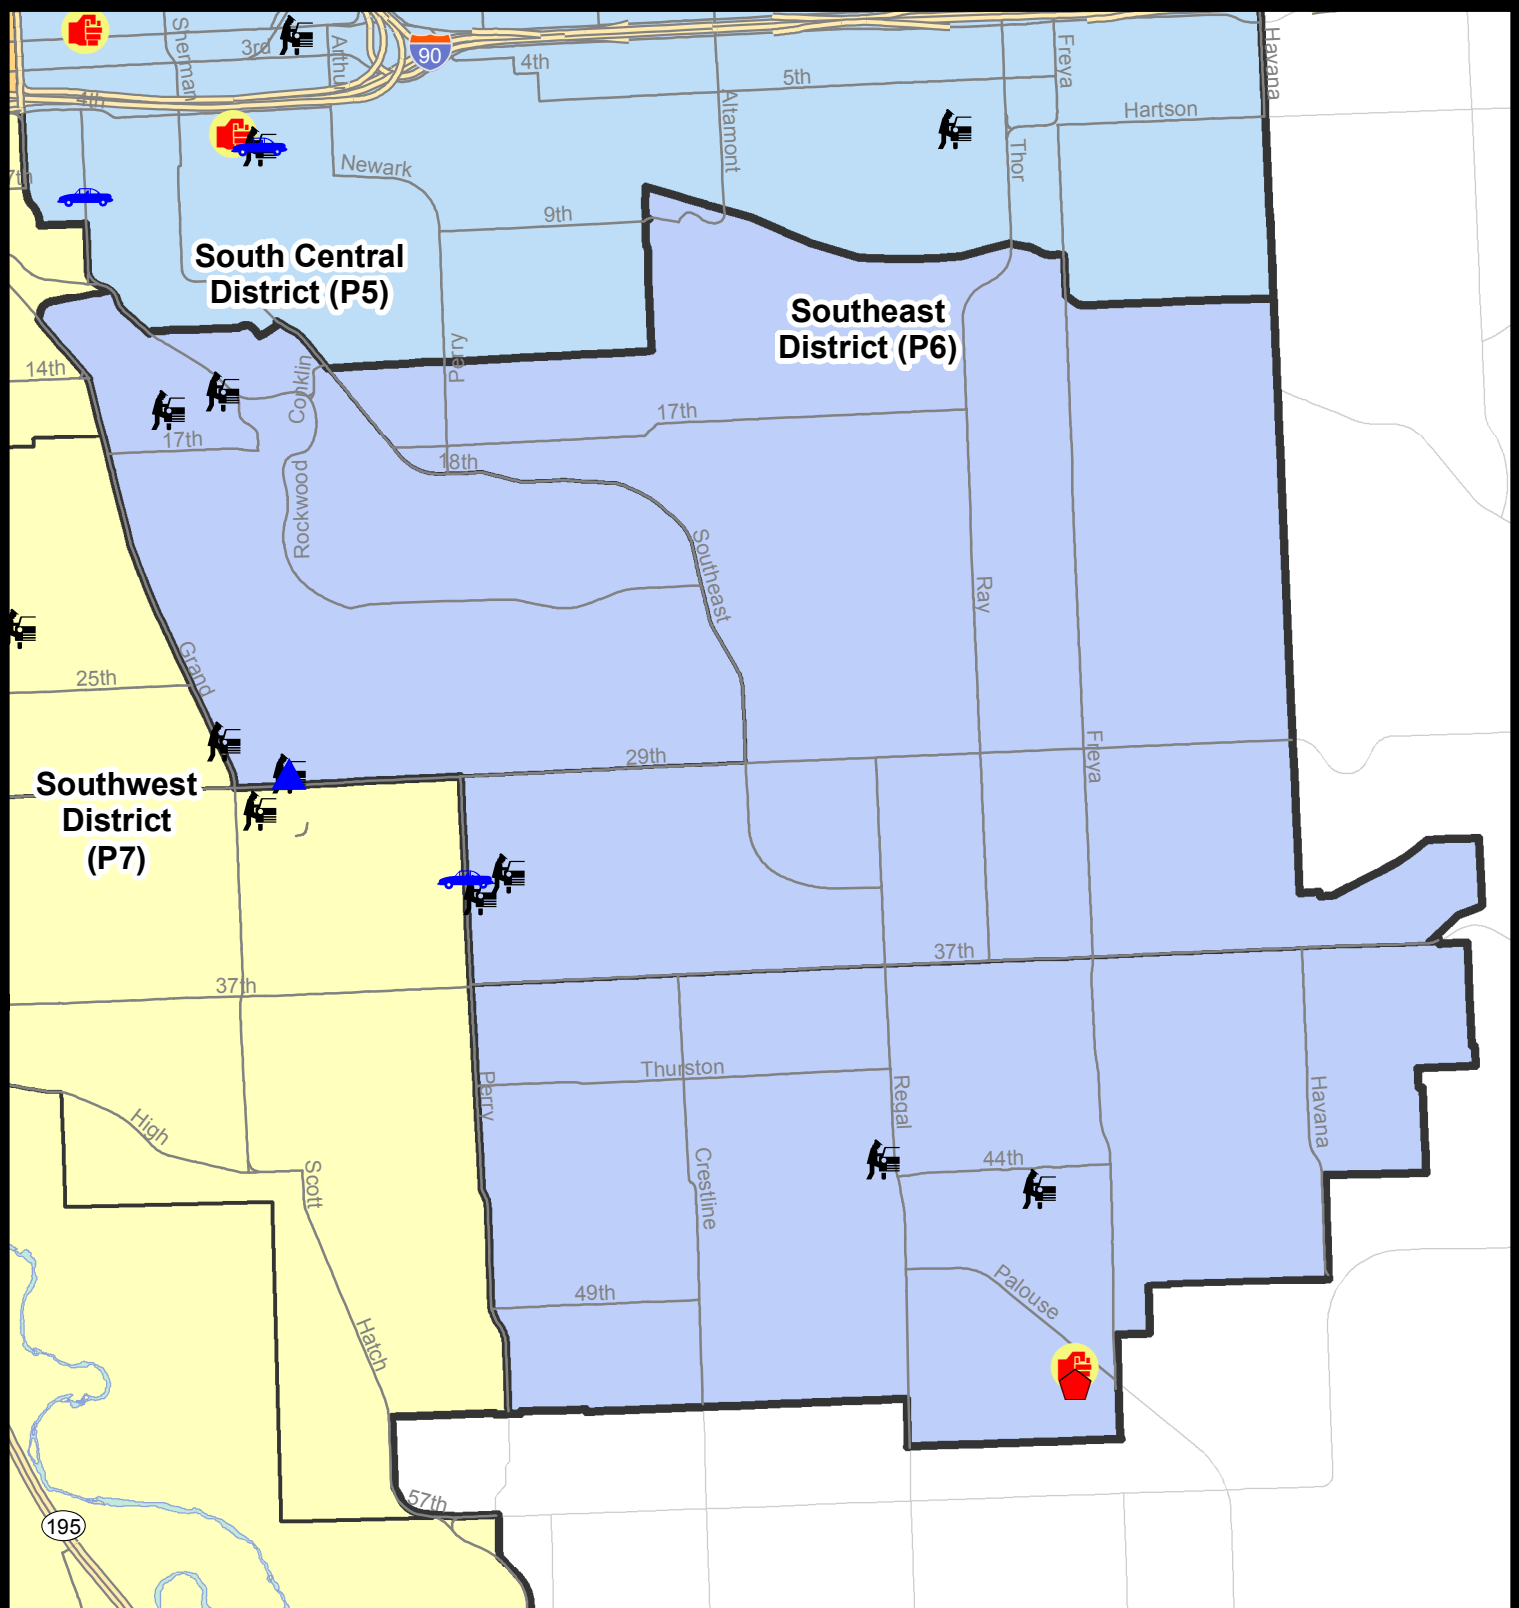 Sherman
3rd
Arthur
90
4th
5th
Freya
Havana
4th
Altamont
Hartson
Thor
Newark
7th
9th
South Central
District (P5)
Southeast
District (P6)
Perry
14th
Conklin
17th
17th
18th
Rockwood
Southeast
Ray
Grand
25th
29th
Freya
Southwest
District
(P7)
37th
37th
Thurston
Perry
Regal
Havana
High
44th
Scott
Crestline
49th
Palouse
Hatch
57th
195